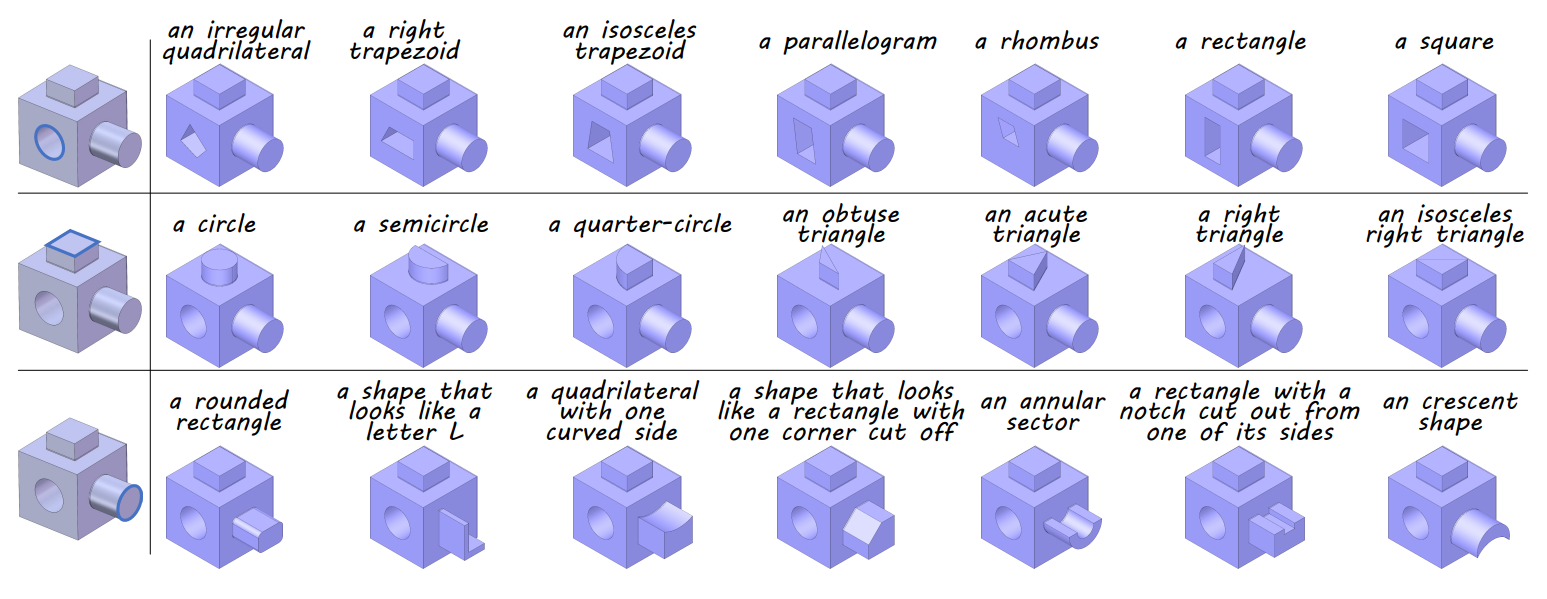 an irregular
quadrilateral
a right
trapezoid
an isosceles
trapezoid
a parallelogram
a rhombus
a rectangle
a square
a circle
a semicircle
a quarter-circle
an obtuse
triangle
an acute
triangle
a right
triangle
an isosceles
right triangle
a rounded
rectangle
a shape that
looks like a
letter L
a quadrilateral
with one
curved side
a shape that looks
like a rectangle with
one corner cut off
an annular
sector
a rectangle with a
notch cut out from
one of its sides
an crescent
shape